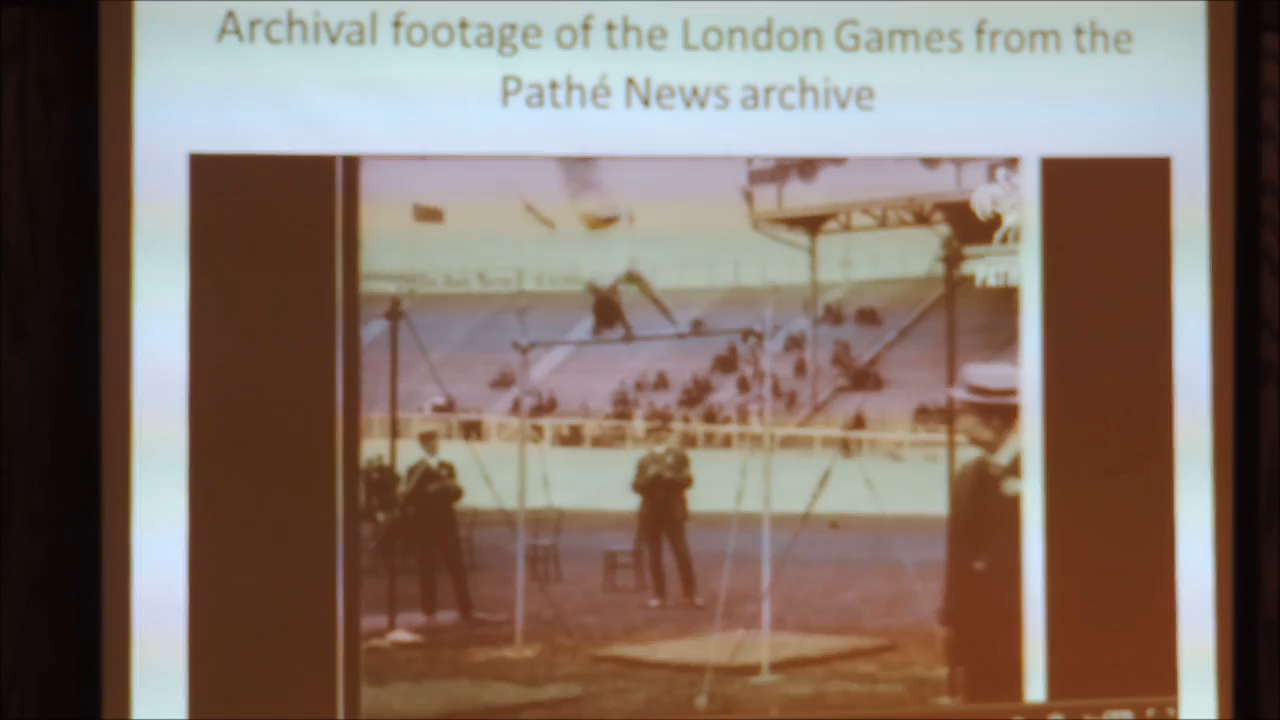 Archival footage of the London Games from the
Pathé News archive